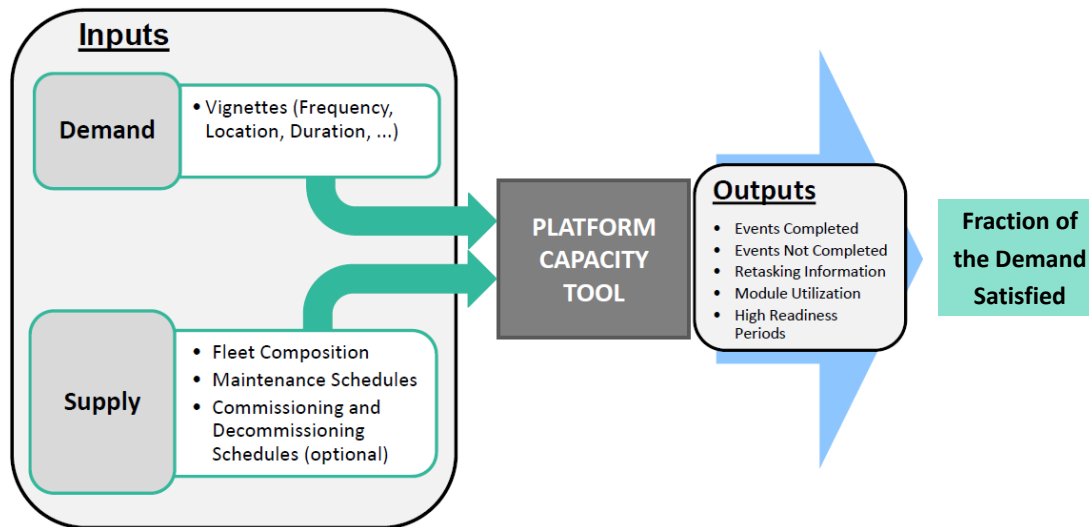 Inputs
Demand
• Vignettes (Frequency,
Location, Duration, ...)
Supply
• Fleet Composition
• Maintenance Schedules
• Commissioning and
Decommissioning
Schedules (optional)
PLATFORM
CAPACITY
TOOL
Outputs
• Events Completed
• Events Not Completed
• Retasking Information
• Module Utilization
• High Readiness
Periods
Fraction of
the Demand
Satisfied